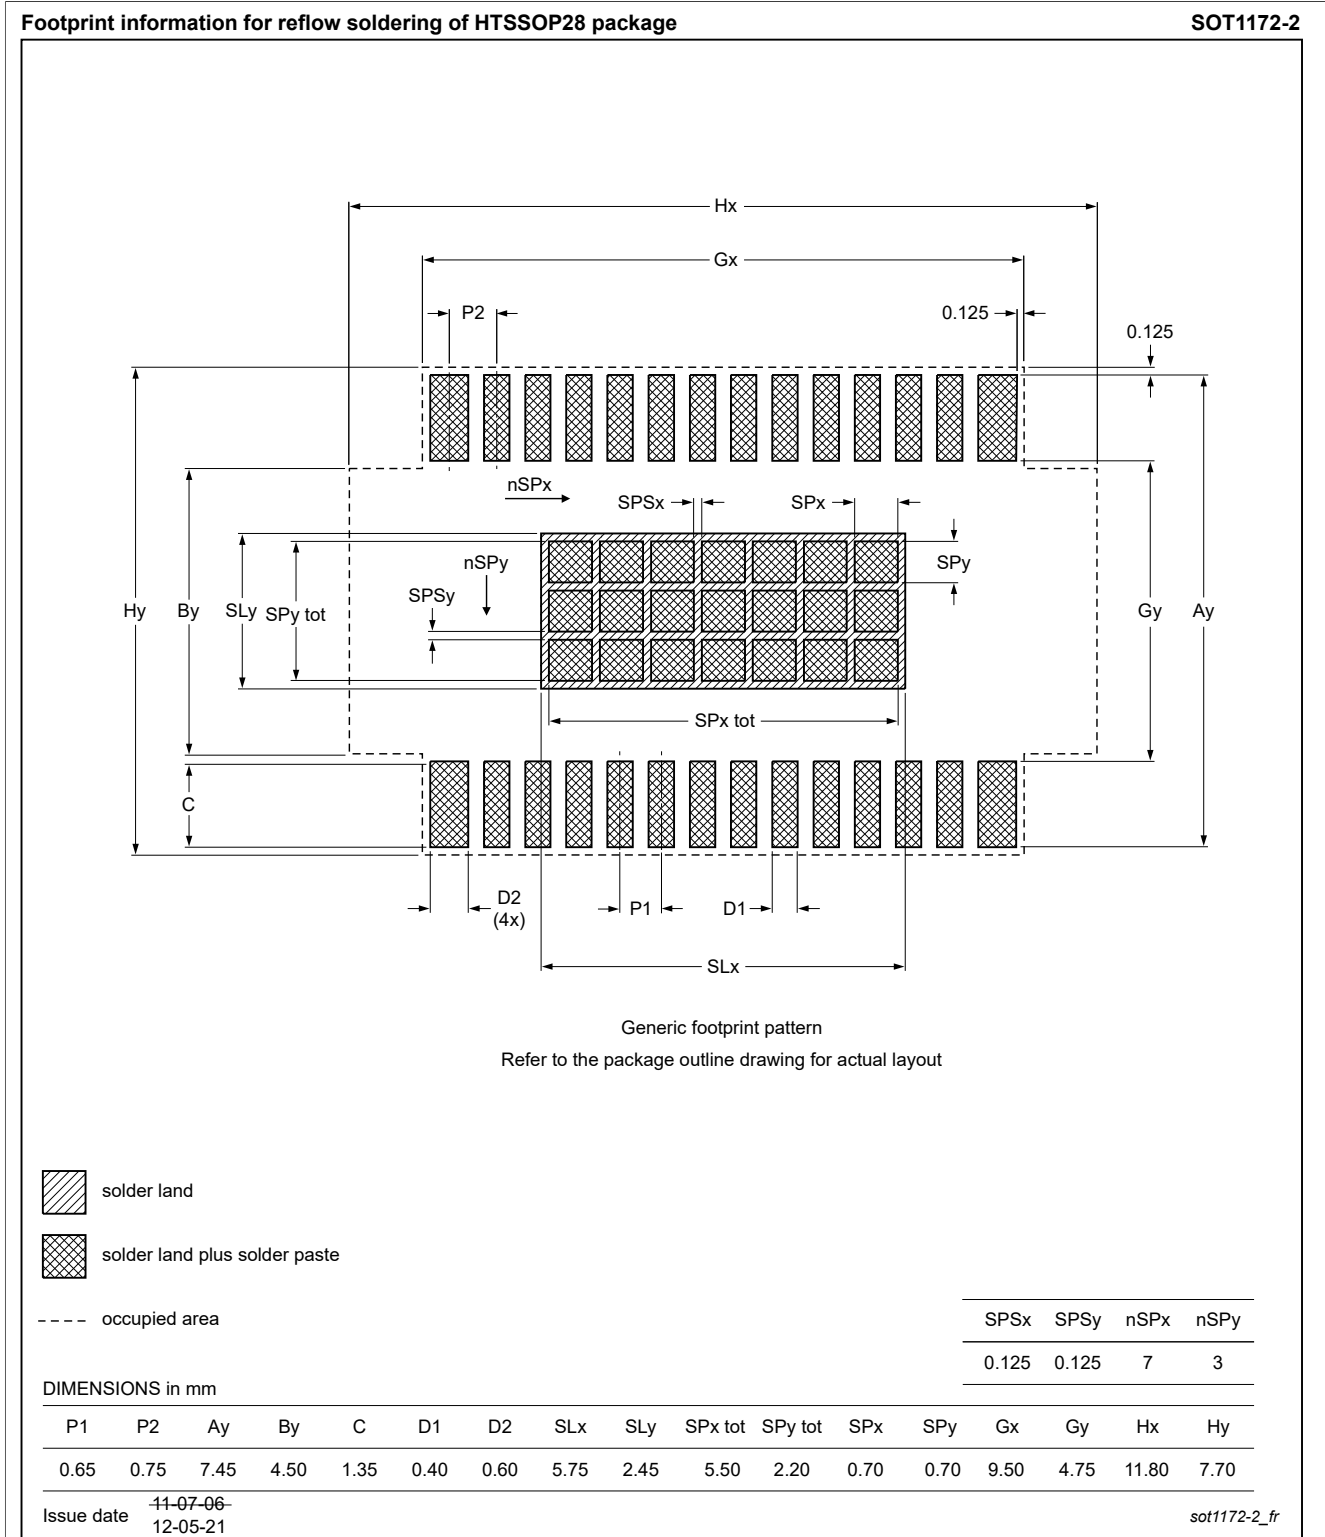 Footprint information for reflow soldering of HTSSOP28 package SOT1172-2
Hx
Gx
P2 0.125
0.125
nSPx
SPSx SPx
nSPy SPy
SPSy
Hy By SLy SPy tot Gy Ay
SPx tot
C
D2
(4x)
P1 D1
SLx
Generic footprint pattern
Refer to the package outline drawing for actual layout
solder land
solder land plus solder paste
occupied area
SPSx SPSy nSPx nSPy
0.125 0.125 7 3
DIMENSIONS in mm
P1 P2 Ay By C D1 D2 SLx SLy SPx tot SPy tot SPx SPy Gx Gy Hx Hy
0.65 0.75 7.45 4.50 1.35 0.40 0.60 5.75 2.45 5.50 2.20 0.70 0.70 9.50 4.75 11.80 7.70
Issue date 11-07-06
12-05-21
sot1172-2_fr